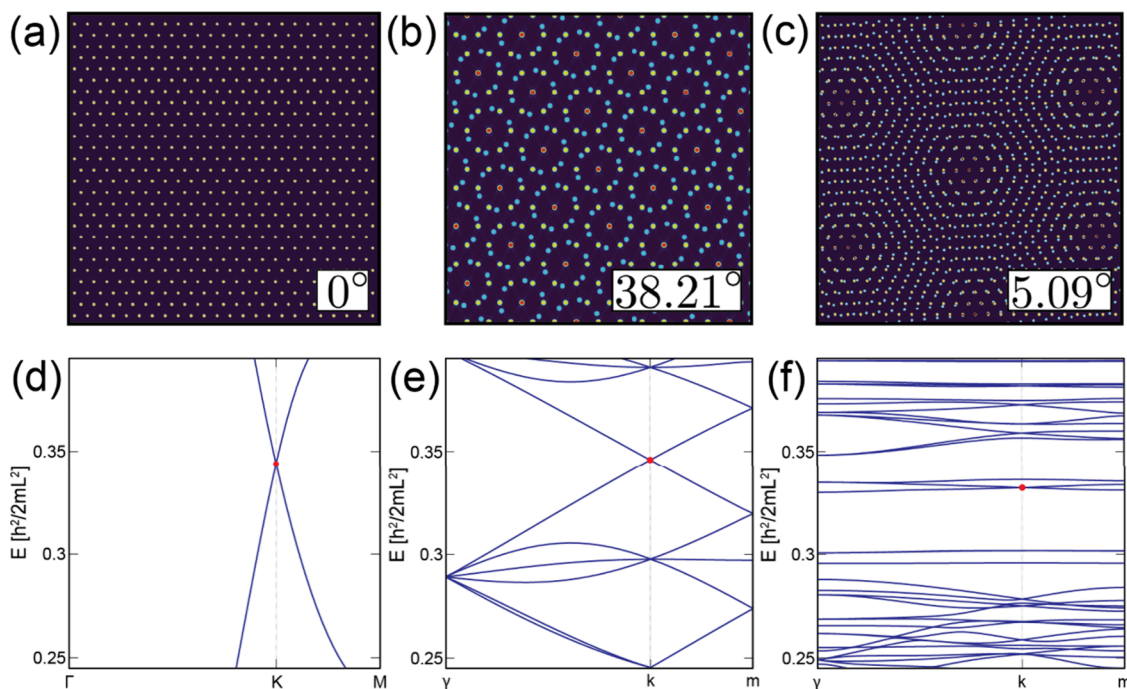 (a)
0°
(b)
38.21°
(c)
5.09°
(d)
E [h²/2mL²]
0.35
0.3
0.25
Γ
K
M
(e)
E [h²/2mL²]
0.35
0.3
0.25
γ
k
m
(f)
E [h²/2mL²]
0.35
0.3
0.25
γ
k
m